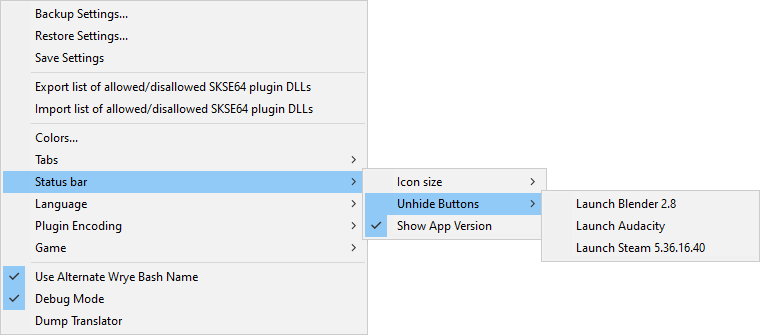 Backup Settings...
Restore Settings...
Save Settings
Export list of allowed/disallowed SKSE64 plugin DLLs
Import list of allowed/disallowed SKSE64 plugin DLLs
Colors...
Tabs
Status bar
Language
Plugin Encoding
Game
Use Alternate Wrye Bash Name
Debug Mode
Dump Translator
Icon size
Unhide Buttons
Show App Version
Launch Blender 2.8
Launch Audacity
Launch Steam 5.36.16.40